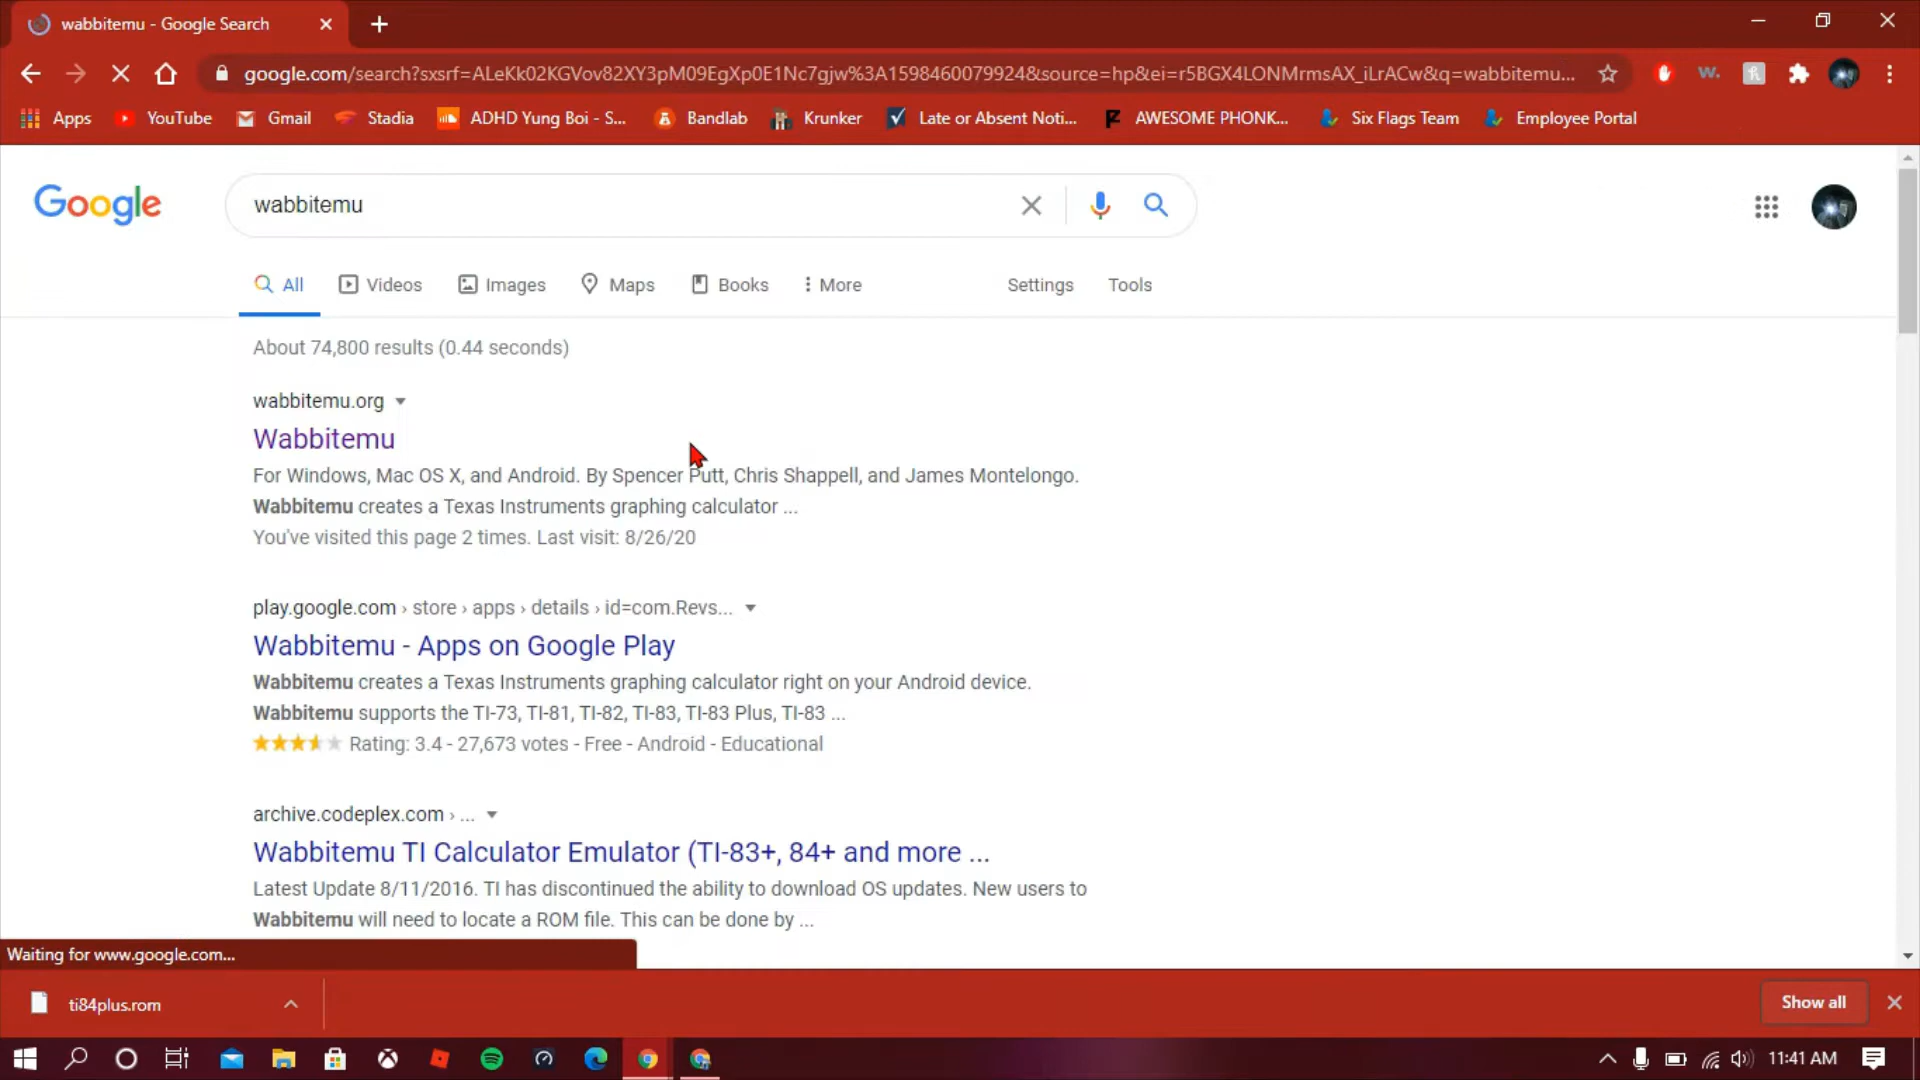 wabbitemu - Google Search
google.com/search?sxsrf=ALeKk02KGVov82XY3pM09EgXp0E1Nc7gjw%3A1598460079924&source=hp&ei=r5BGX4LONMrmsAX_iLrACw&q=wabbitemu...
W.
Apps YouTube Gmail Stadia ADHD Yung Boi - S... Bandlab Krunker Late or Absent Noti... AWESOME PHONK... Six Flags Team Employee Portal
Google
wabbitemu
All Videos Images Maps Books More Settings Tools
About 74,800 results (0.44 seconds)
wabbitemu.org
Wabbitemu
For Windows, Mac OS X, and Android. By Spencer Putt, Chris Shappell, and James Montelongo.
Wabbitemu creates a Texas Instruments graphing calculator ...
You've visited this page 2 times. Last visit: 8/26/20
play.google.com › store › apps › details › id=com.Revs...
Wabbitemu - Apps on Google Play
Wabbitemu creates a Texas Instruments graphing calculator right on your Android device.
Wabbitemu supports the TI-73, TI-81, TI-82, TI-83, TI-83 Plus, TI-83 ...
Rating: 3.4 - 27,673 votes - Free - Android - Educational
archive.codeplex.com › ...
Wabbitemu TI Calculator Emulator (TI-83+, 84+ and more ...
Latest Update 8/11/2016. TI has discontinued the ability to download OS updates. New users to
Wabbitemu will need to locate a ROM file. This can be done by ...
Waiting for www.google.com...
ti84plus.rom
Show all
11:41 AM